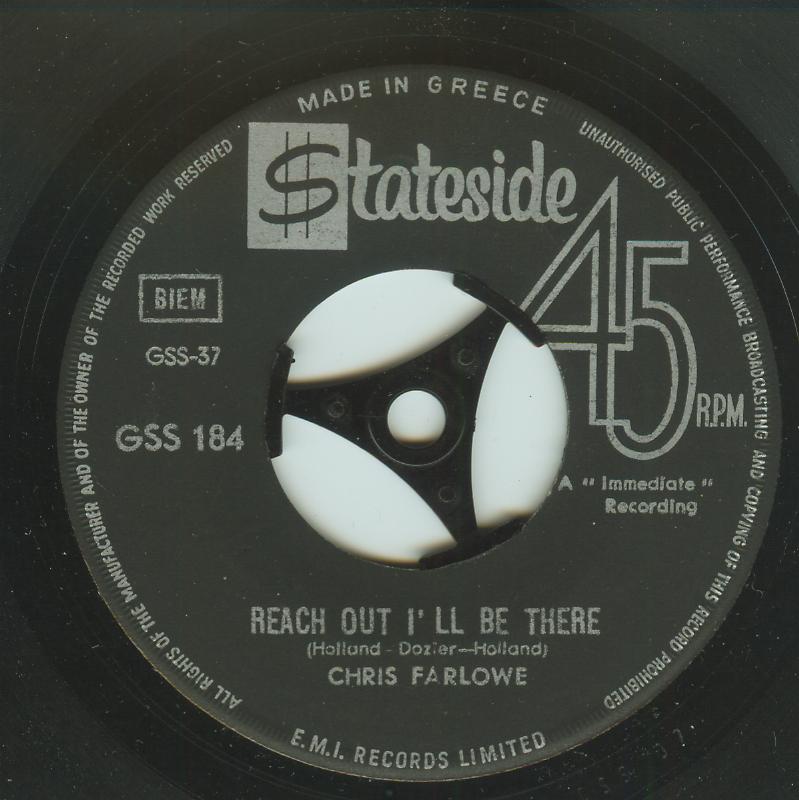 MADE IN GREECE
$tateside
45
R.P.M.
BIEM
GSS-37
GSS 184
A " Immediate "
Recording
REACH OUT I' LL BE THERE
(Holland - Dozier—Holland)
CHRIS FARLOWE
E.M.I. RECORDS LIMITED
ALL RIGHTS OF THE MANUFACTURER AND OF THE OWNER OF THE RECORDED WORK RESERVED
UNAUTHORISED PUBLIC PERFORMANCE BROADCASTING AND COPYING OF THIS RECORD PROHIBITED